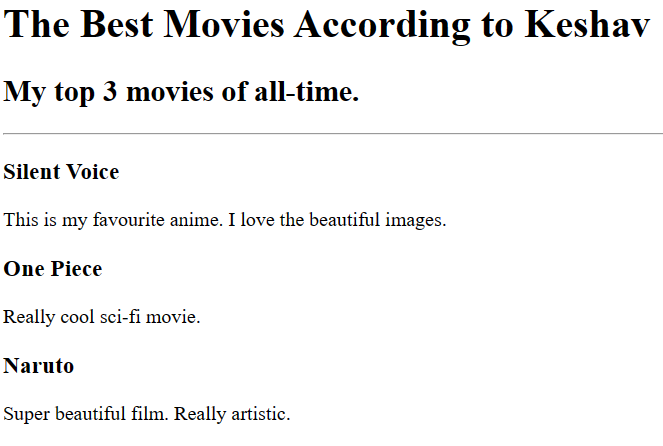 The Best Movies According to Keshav
My top 3 movies of all-time.
Silent Voice
This is my favourite anime. I love the beautiful images.
One Piece
Really cool sci-fi movie.
Naruto
Super beautiful film. Really artistic.